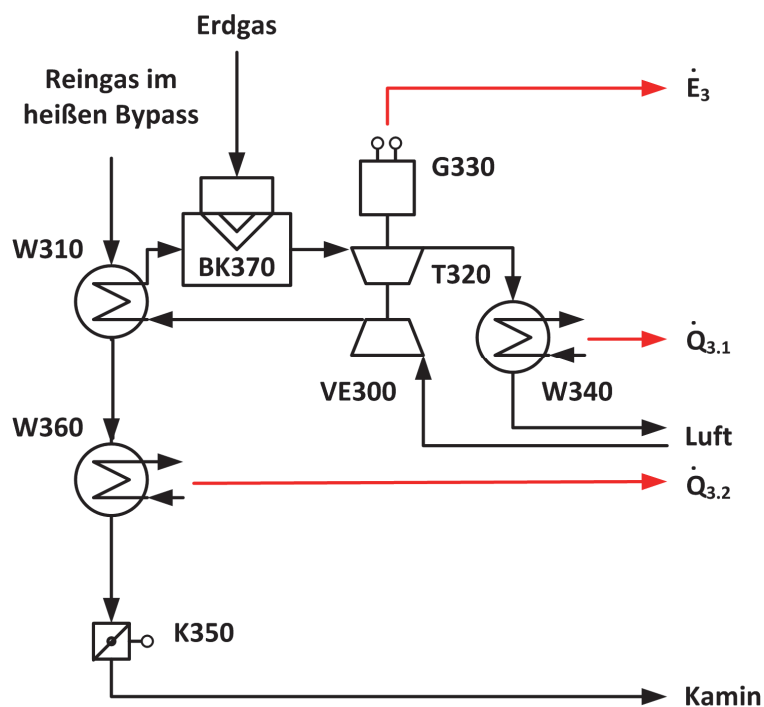 Erdgas
Reingas im
heißen Bypass
Ė₃
G330
W310
BK370
T320
Q̇₃.₁
VE300
W340
W360
Luft
Q̇₃.₂
K350
Kamin